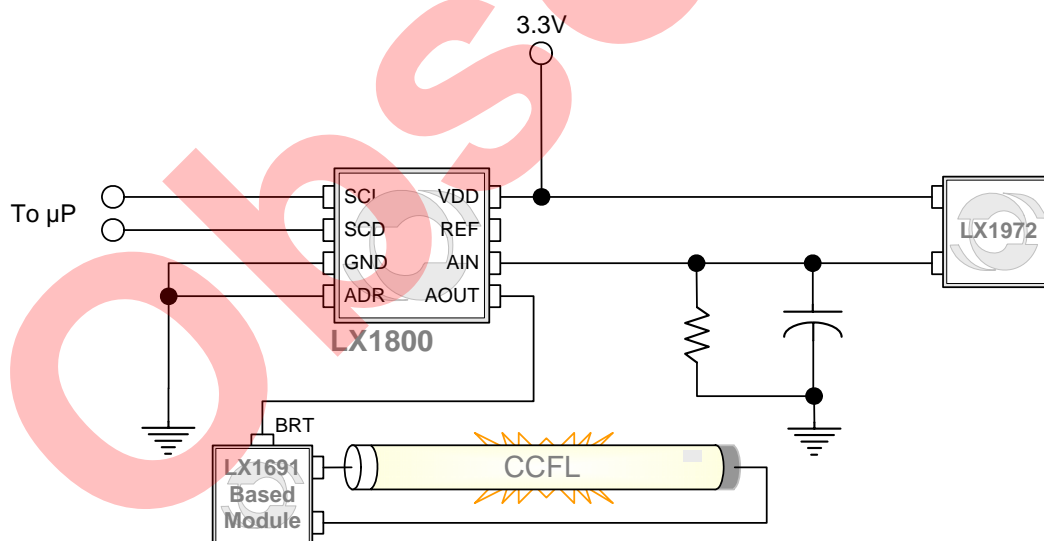 3.3V
To µP
SCL VDD
SCD REF
GND AIN
ADR AOUT
LX1800
LX1972
BRT
LX1691
Based
Module
CCFL
Obs